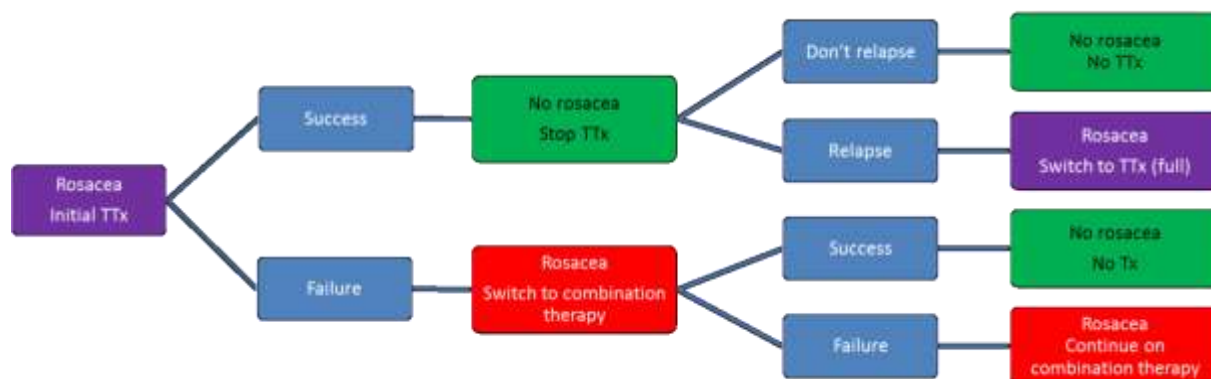 Rosacea
Initial TTx
Success
Failure
No rosacea
Stop TTx
Rosacea
Switch to combination
therapy
Don't relapse
Relapse
Success
Failure
No rosacea
No TTx
Rosacea
Switch to TTx (full)
No rosacea
No Tx
Rosacea
Continue on
combination therapy